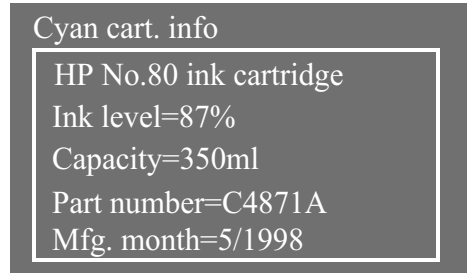 Cyan cart. info
HP No.80 ink cartridge
Ink level=87%
Capacity=350ml
Part number=C4871A
Mfg. month=5/1998